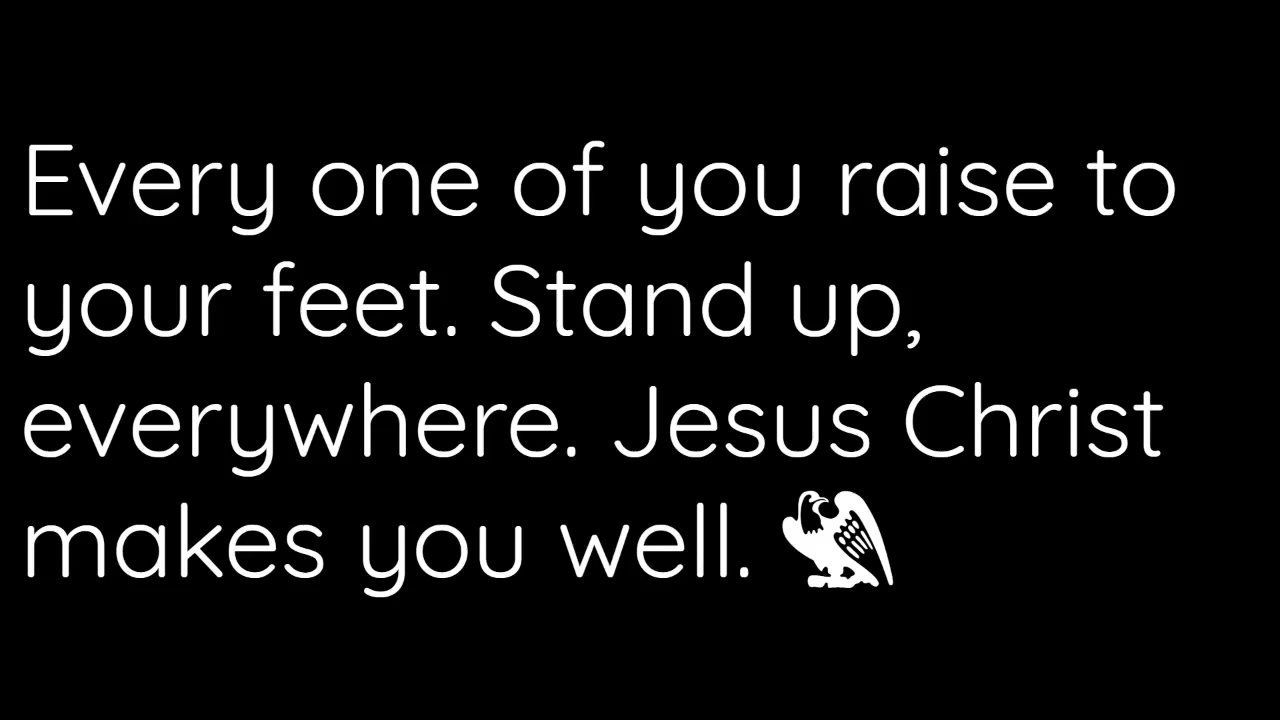 Every one of you raise to
your feet. Stand up,
everywhere. Jesus Christ
makes you well.